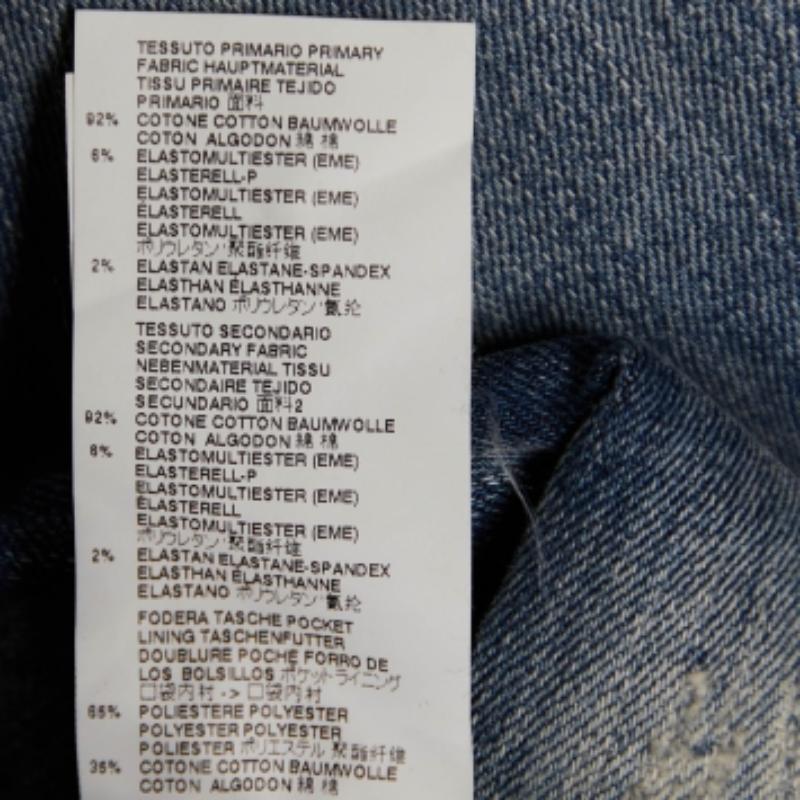 TESSUTO PRIMARIO PRIMARY
FABRIC HAUPTMATERIAL
TISSU PRIMAIRE TEJIDO
PRIMARIO 面料
92% COTONE COTTON BAUMWOLLE
COTON ALGODON 綿 棉
6% ELASTOMULTIESTER (EME)
ELASTERELL-P
ELASTOMULTIESTER (EME)
ELASTERELL
ELASTOMULTIESTER (EME)
ポリウレタン 聚酯纤维
2% ELASTAN ELASTANE-SPANDEX
ELASTHAN ELASTHANNE
ELASTANO ポリウレタン 氨纶
TESSUTO SECONDARIO
SECONDARY FABRIC
NEBENMATERIAL TISSU
SECONDAIRE TEJIDO
SECUNDARIO 面料2
92% COTONE COTTON BAUMWOLLE
COTON ALGODON 綿 棉
6% ELASTOMULTIESTER (EME)
ELASTERELL-P
ELASTOMULTIESTER (EME)
ELASTERELL
ELASTOMULTIESTER (EME)
ポリウレタン 聚酯纤维
2% ELASTAN ELASTANE-SPANDEX
ELASTHAN ELASTHANNE
ELASTANO ポリウレタン 氨纶
FODERA TASCHE POCKET
LINING TASCHENFUTTER
DOUBLURE POCHE FORRO DE
LOS BOLSILLOS ポケットライニング
口袋内村 -> 口袋内村
65% POLIESTERE POLYESTER
POLYESTER POLYESTER
POLIESTER ポリエステル 聚酯纤维
35% COTONE COTTON BAUMWOLLE
COTON ALGODON 綿 棉